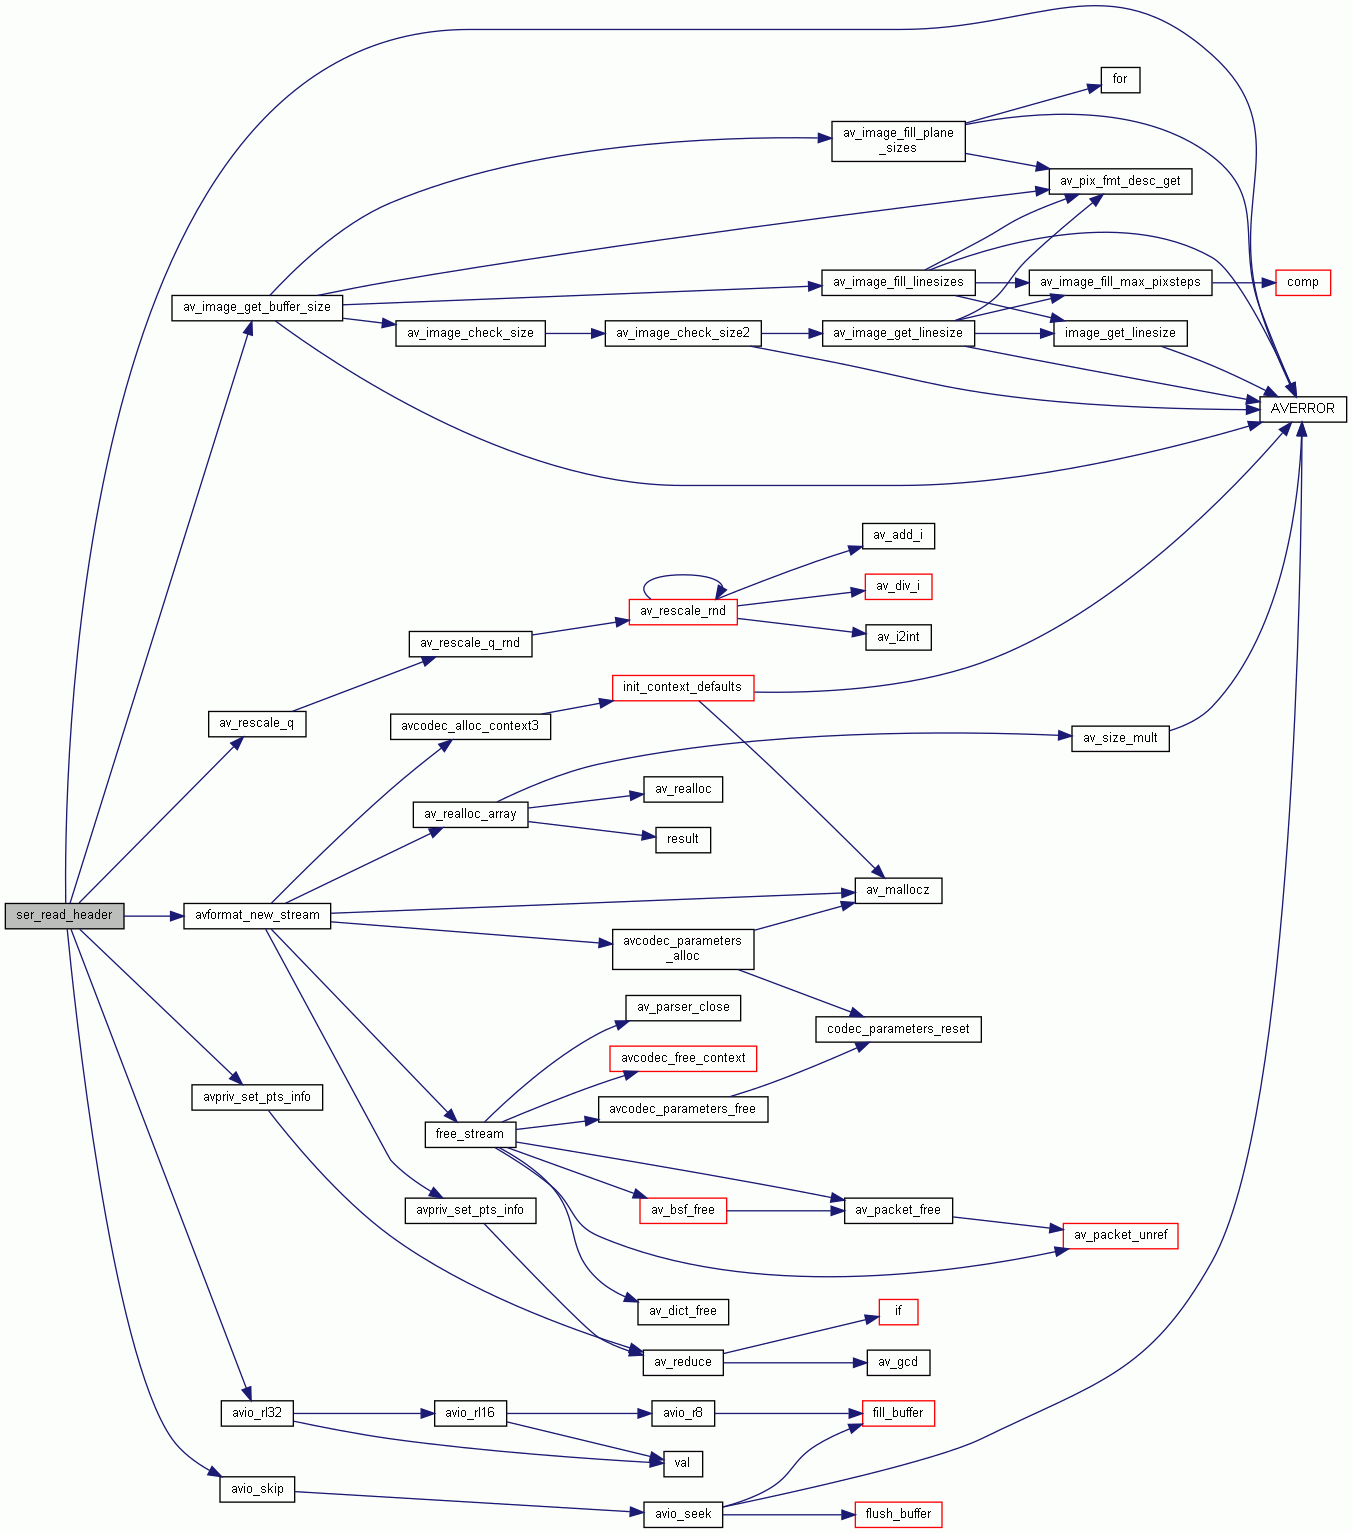 for
av_image_fill_plane
_sizes
av_pix_fmt_desc_get
av_image_get_buffer_size
av_image_fill_linesizes
av_image_fill_max_pixsteps
comp
av_image_check_size
av_image_check_size2
av_image_get_linesize
image_get_linesize
AVERROR
av_add_i
av_div_i
av_rescale_rnd
av_i2int
av_rescale_q_rnd
init_context_defaults
av_rescale_q
avcodec_alloc_context3
av_size_mult
av_realloc
av_realloc_array
result
av_mallocz
ser_read_header
avformat_new_stream
avcodec_parameters
_alloc
av_parser_close
codec_parameters_reset
avcodec_free_context
avpriv_set_pts_info
avcodec_parameters_free
free_stream
avpriv_set_pts_info
av_bsf_free
av_packet_free
av_packet_unref
av_dict_free
if
av_reduce
av_gcd
avio_rl32
avio_rl16
avio_r8
fill_buffer
val
avio_skip
avio_seek
flush_buffer